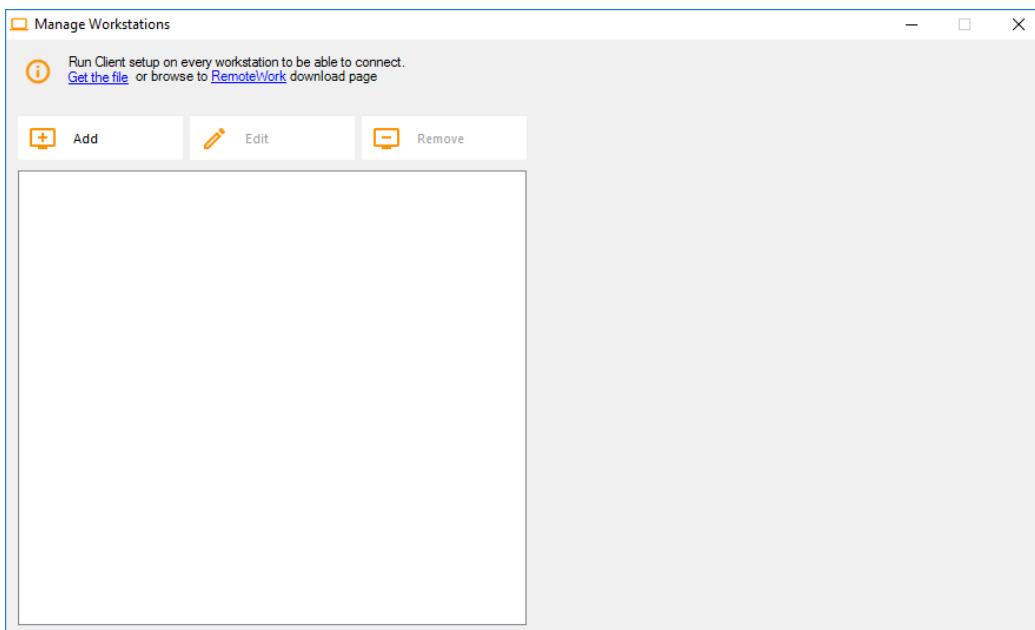 Manage Workstations
Run Client setup on every workstation to be able to connect.
Get the file or browse to RemoteWork download page
Add Edit Remove